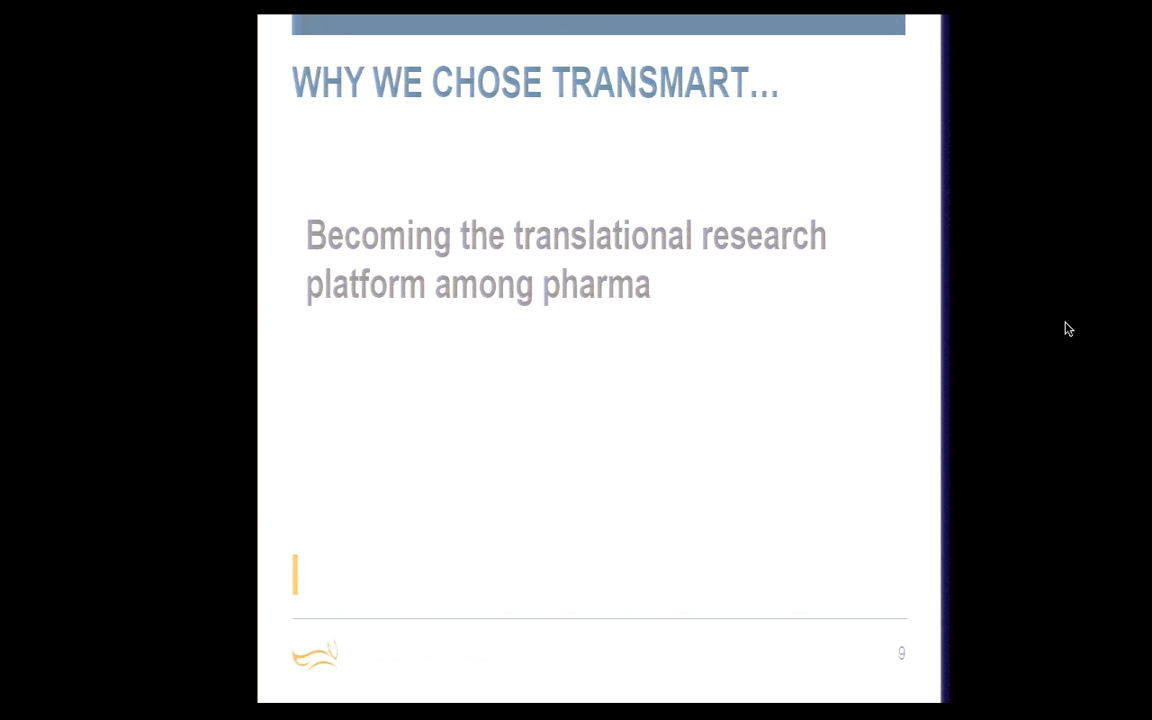 WHY WE CHOSE TRANSMART...
Becoming the translational research
platform among pharma
9